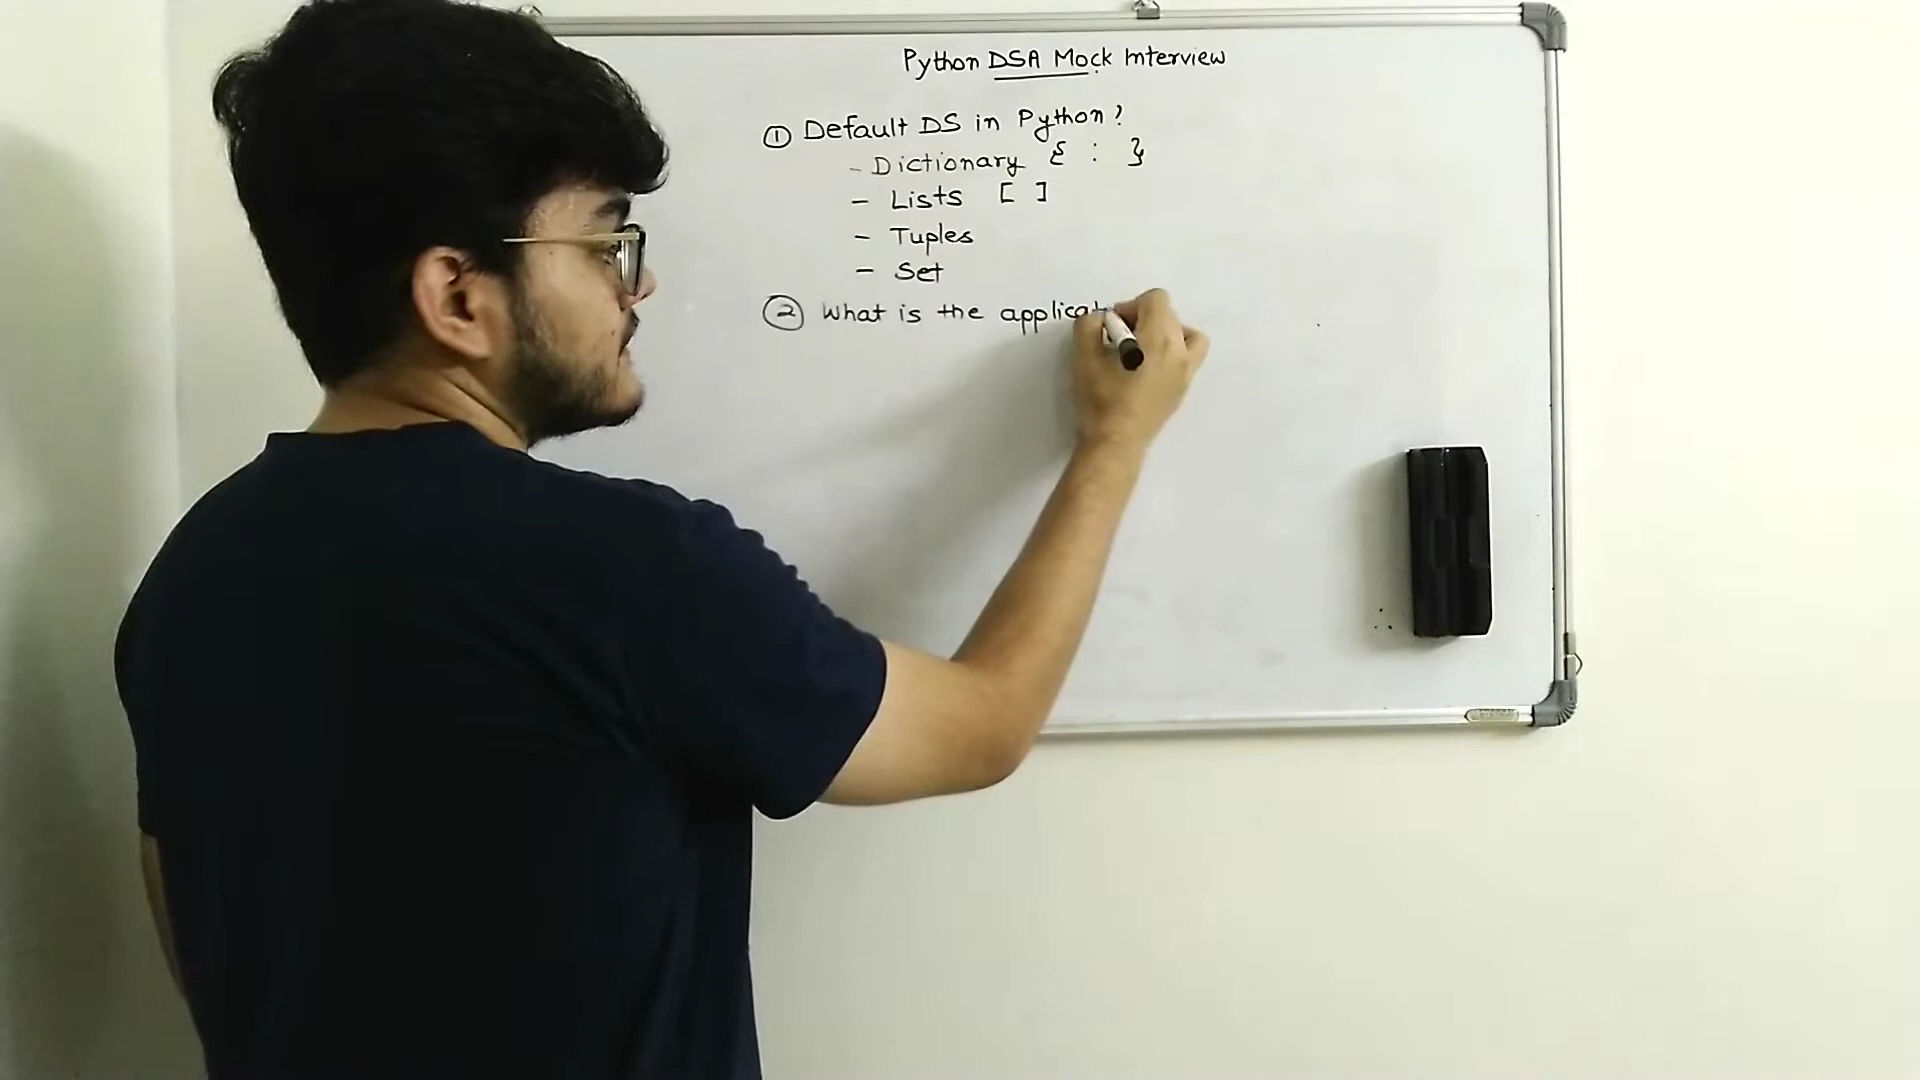 Python DSA Mock Interview
① Default DS in Python?
- Dictionary { : }
- Lists [ ]
- Tuples
- Set
② What is the applicat